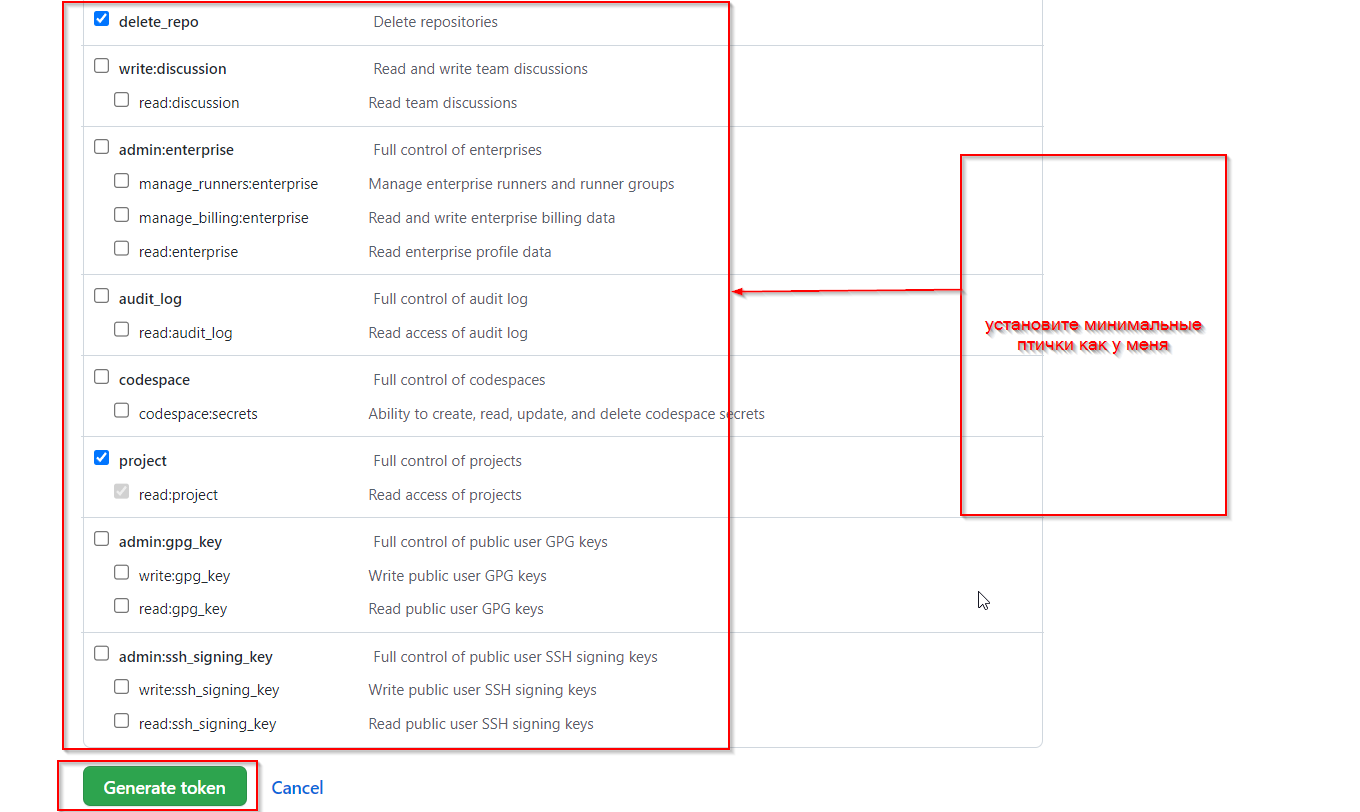 delete_repo Delete repositories
write:discussion Read and write team discussions
read:discussion Read team discussions
admin:enterprise Full control of enterprises
manage_runners:enterprise Manage enterprise runners and runner groups
manage_billing:enterprise Read and write enterprise billing data
read:enterprise Read enterprise profile data
audit_log Full control of audit log
read:audit_log Read access of audit log
установите минимальные
птички как у меня
codespace Full control of codespaces
codespace:secrets Ability to create, read, update, and delete codespace secrets
project Full control of projects
read:project Read access of projects
admin:gpg_key Full control of public user GPG keys
write:gpg_key Write public user GPG keys
read:gpg_key Read public user GPG keys
admin:ssh_signing_key Full control of public user SSH signing keys
write:ssh_signing_key Write public user SSH signing keys
read:ssh_signing_key Read public user SSH signing keys
Generate token Cancel